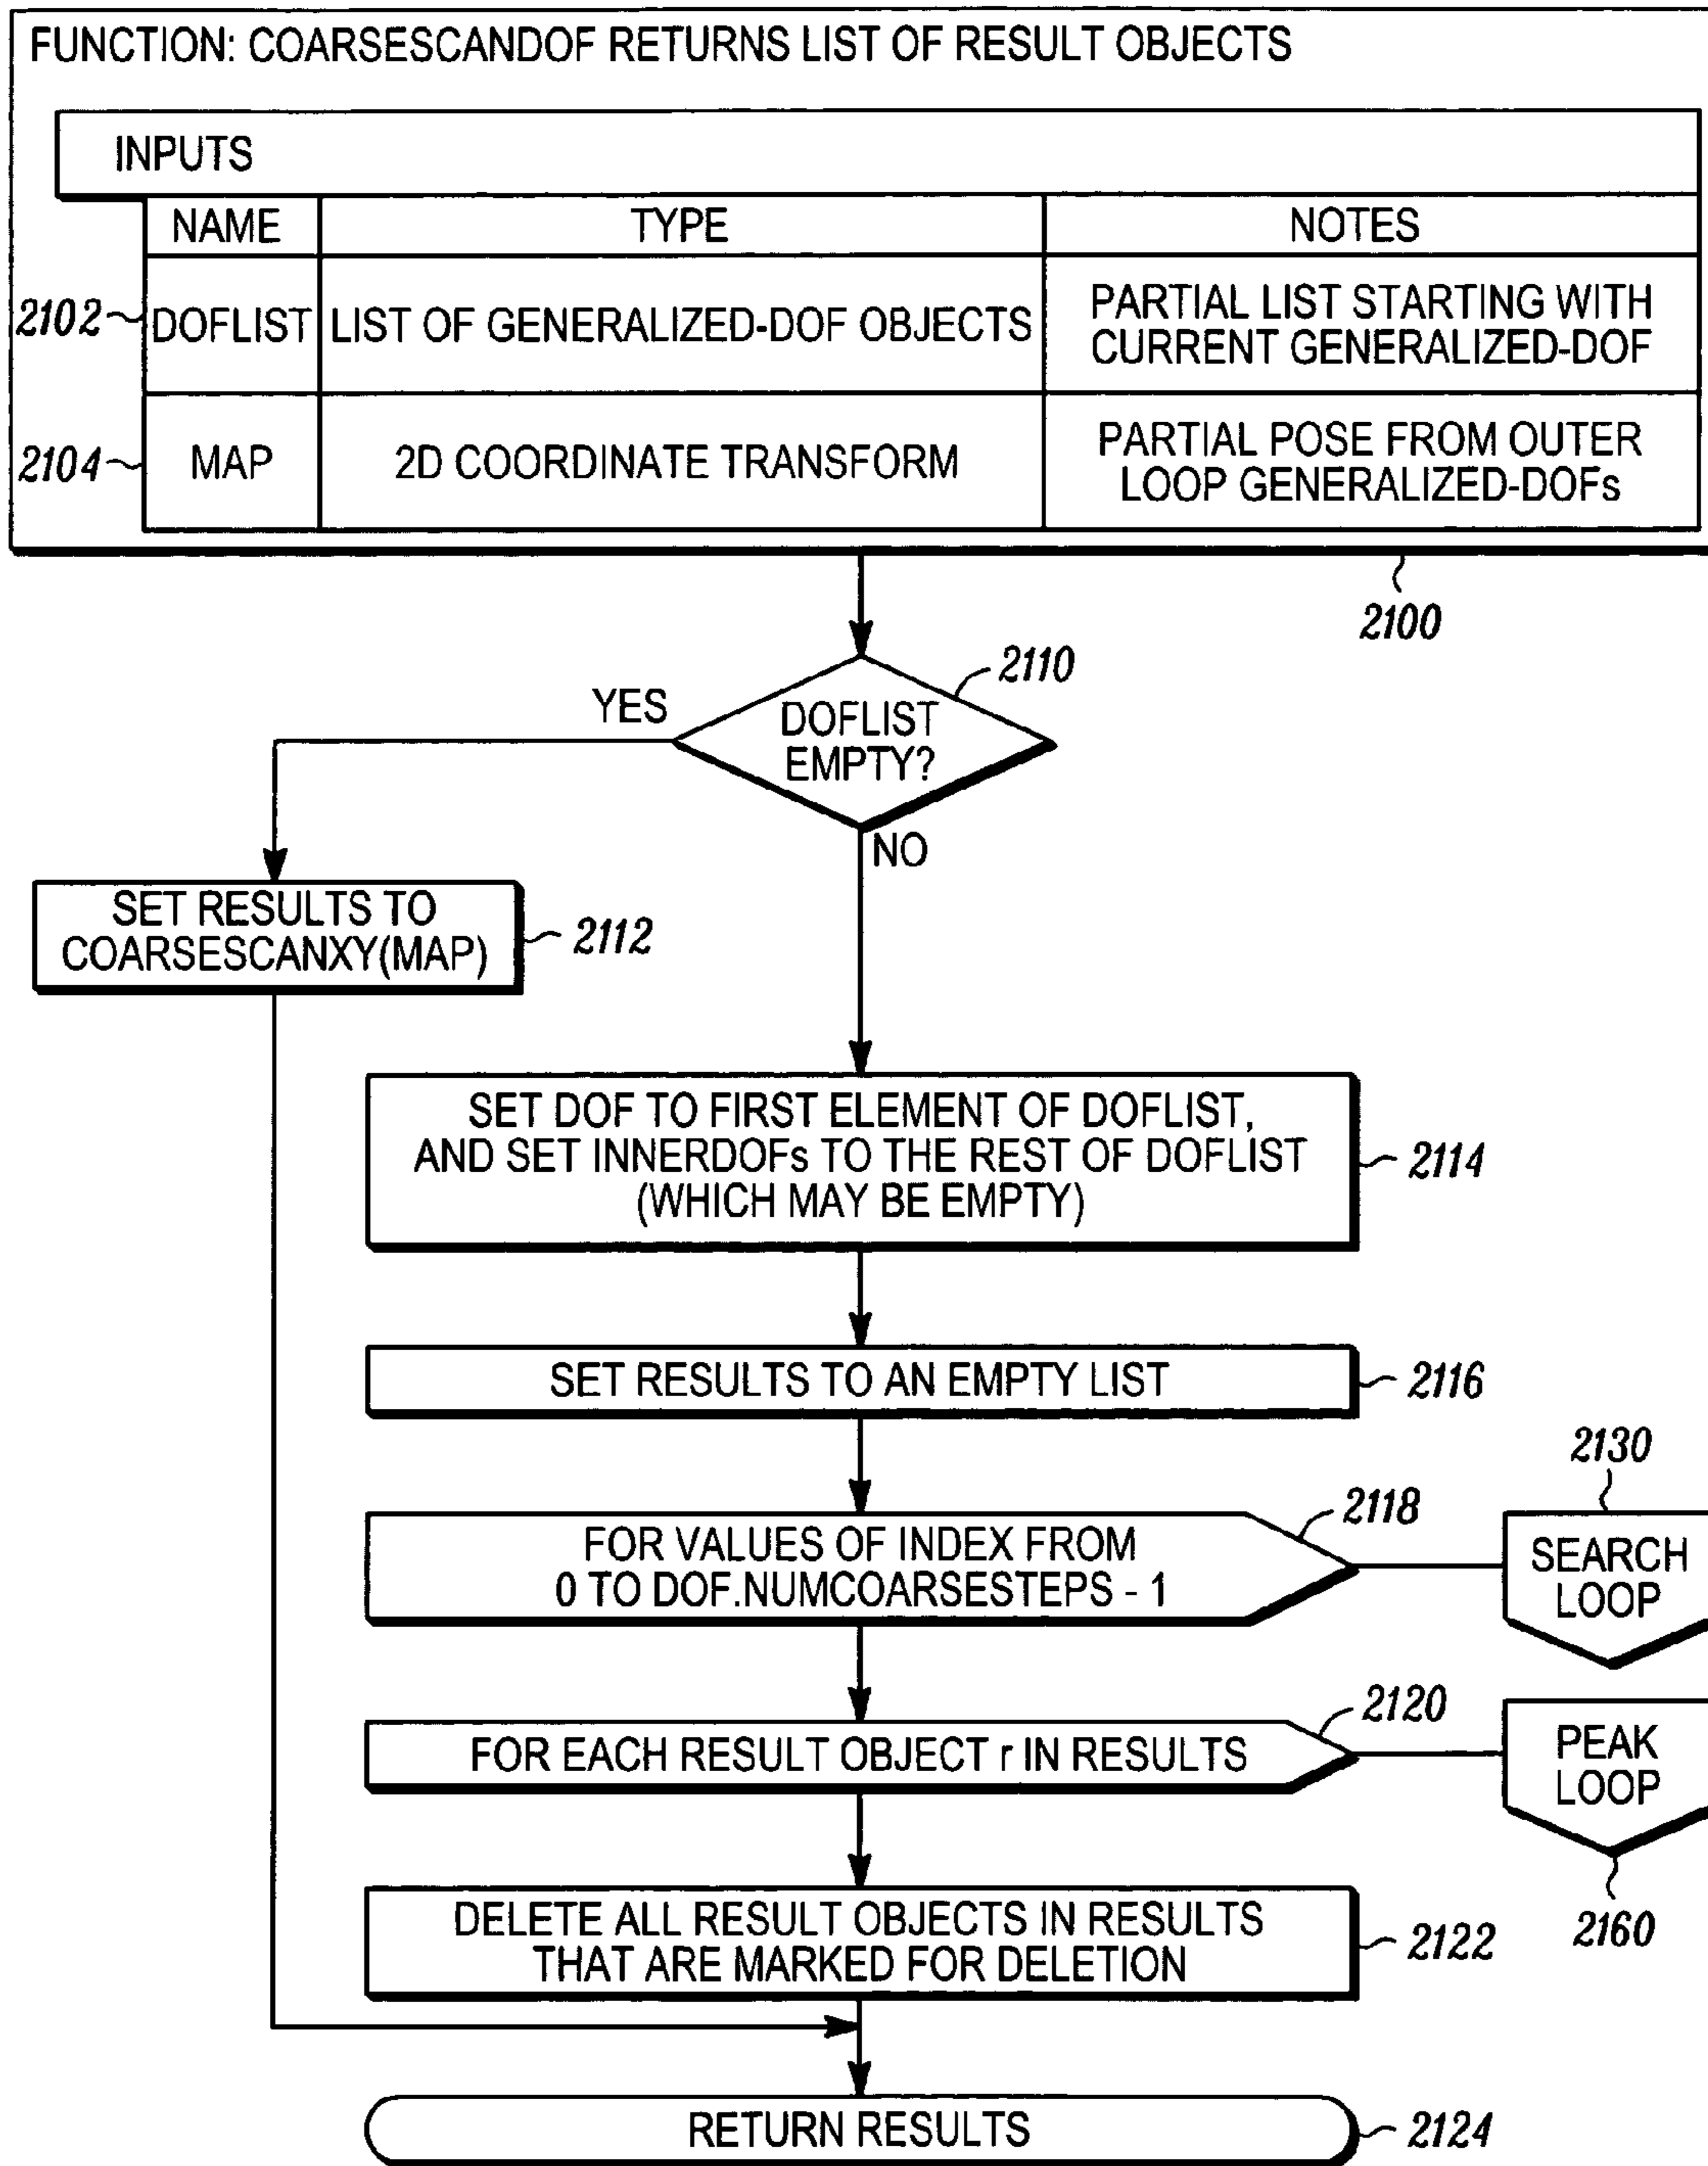 FUNCTION: COARSESCANDOF RETURNS LIST OF RESULT OBJECTS
INPUTS
NAME
TYPE
NOTES
2102
DOFLIST
LIST OF GENERALIZED-DOF OBJECTS
PARTIAL LIST STARTING WITH
CURRENT GENERALIZED-DOF
2104
MAP
2D COORDINATE TRANSFORM
PARTIAL POSE FROM OUTER
LOOP GENERALIZED-DOFs
2100
2110
YES
DOFLIST
EMPTY?
NO
SET RESULTS TO
COARSESCANXY(MAP)
2112
SET DOF TO FIRST ELEMENT OF DOFLIST,
AND SET INNERDOFs TO THE REST OF DOFLIST
(WHICH MAY BE EMPTY)
2114
SET RESULTS TO AN EMPTY LIST
2116
2130
2118
FOR VALUES OF INDEX FROM
0 TO DOF.NUMCOARSESTEPS - 1
SEARCH
LOOP
2120
FOR EACH RESULT OBJECT r IN RESULTS
PEAK
LOOP
2160
DELETE ALL RESULT OBJECTS IN RESULTS
THAT ARE MARKED FOR DELETION
2122
RETURN RESULTS
2124